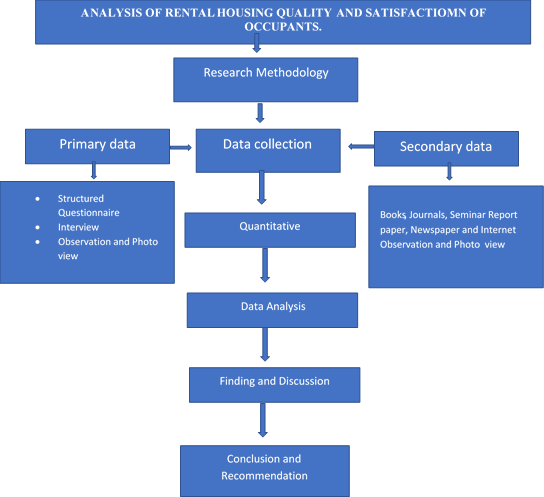 ANALYSIS OF RENTAL HOUSING QUALITY AND SATISFACTIOMN OF
OCCUPANTS.
Research Methodology
Primary data
Data collection
Secondary data
• Structured
Questionnaire
• Interview
• Observation and Photo
view
Books, Journals, Seminar Report
paper, Newspaper and Internet
Observation and Photo view
Quantitative
Data Analysis
Finding and Discussion
Conclusion and
Recommendation